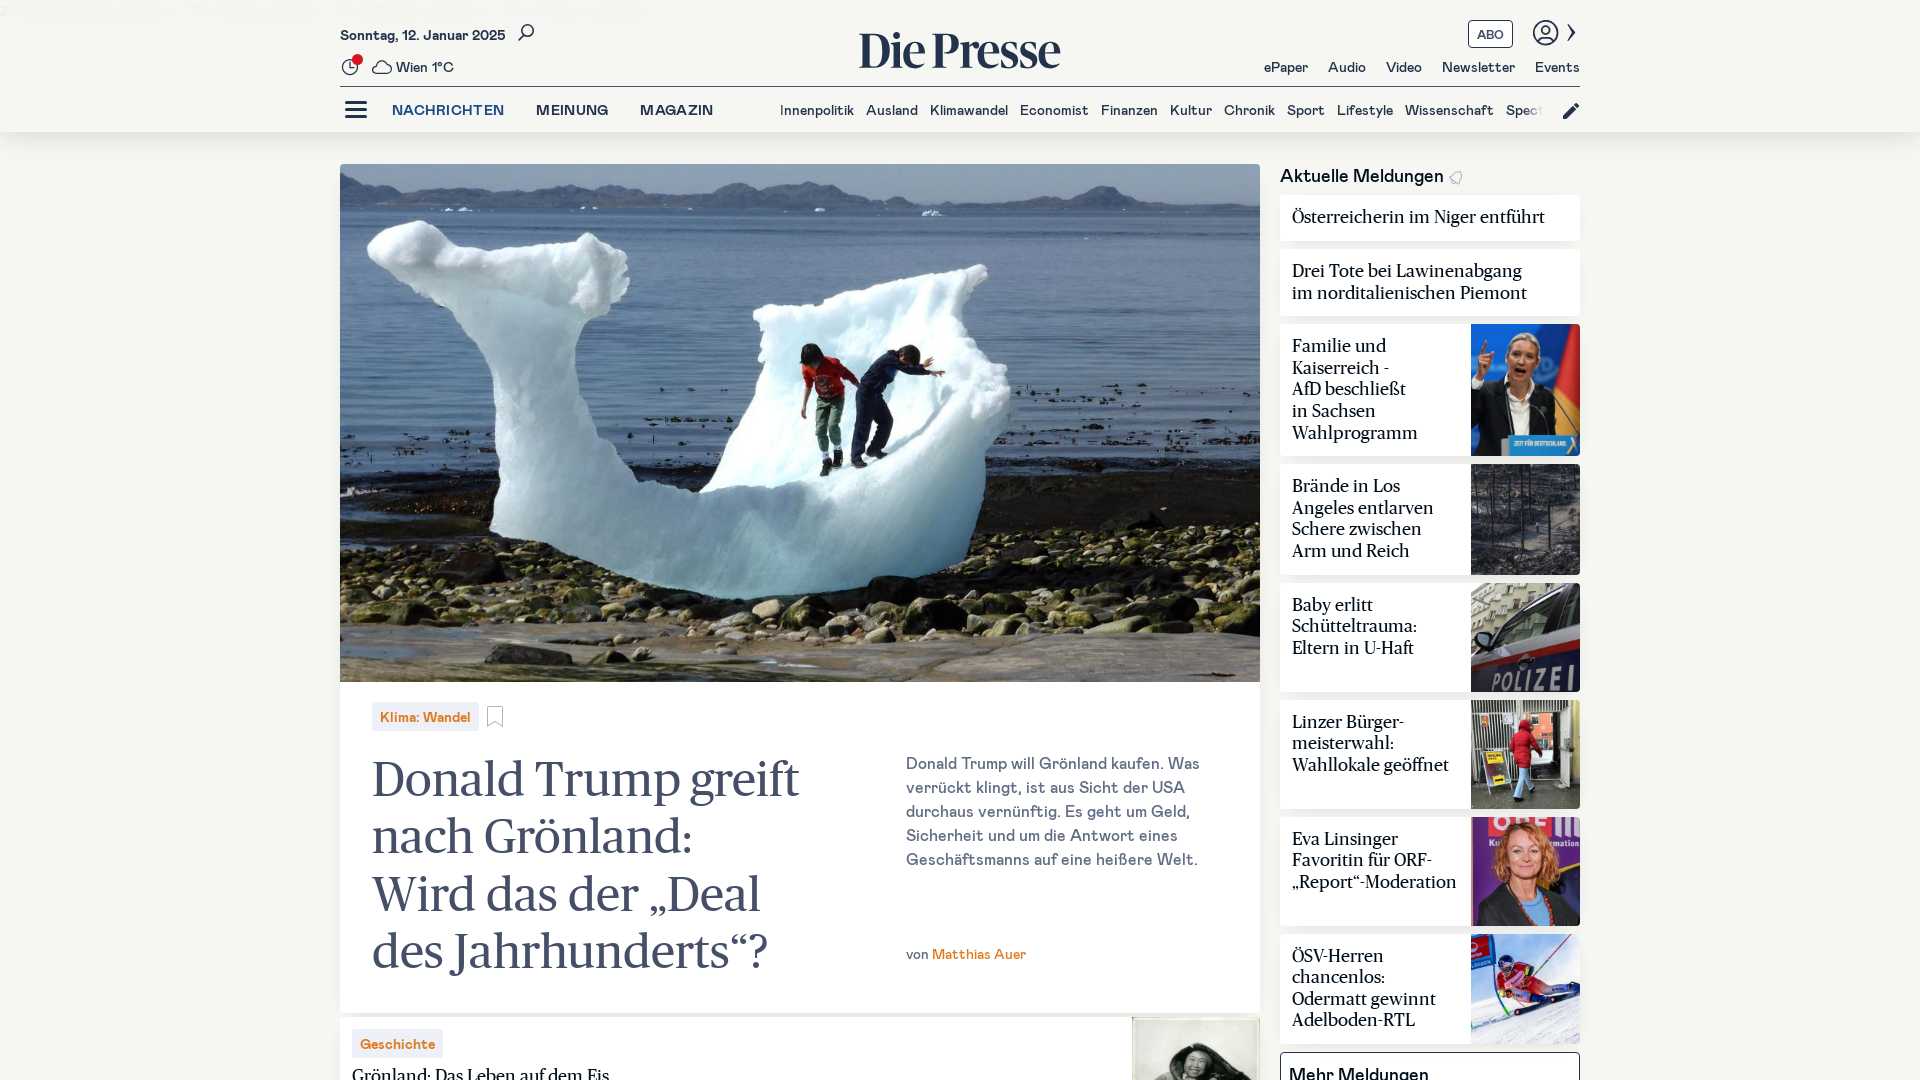 Sonntag, 12. Januar 2025
Wien 1°C
Die Presse
ABO
ePaper Audio Video Newsletter Events
NACHRICHTEN MEINUNG MAGAZIN
Innenpolitik Ausland Klimawandel Economist Finanzen Kultur Chronik Sport Lifestyle Wissenschaft Spect
Klima: Wandel
Donald Trump greift
nach Grönland:
Wird das der „Deal
des Jahrhunderts“?
Donald Trump will Grönland kaufen. Was
verrückt klingt, ist aus Sicht der USA
durchaus vernünftig. Es geht um Geld,
Sicherheit und um die Antwort eines
Geschäftsmanns auf eine heißere Welt.
von Matthias Auer
Geschichte
Grönland: Das Leben auf dem Eis
Aktuelle Meldungen
Österreicherin im Niger entführt
Drei Tote bei Lawinenabgang
im norditalienischen Piemont
Familie und
Kaiserreich -
AfD beschließt
in Sachsen
Wahlprogramm
ZEIT FÜR DEUTSCHLAND
Brände in Los
Angeles entlarven
Schere zwischen
Arm und Reich
Baby erlitt
Schütteltrauma:
Eltern in U-Haft
POLIZEI
Linzer Bürger-
meisterwahl:
Wahllokale geöffnet
Eva Linsinger
Favoritin für ORF-
„Report“-Moderation
ÖSV-Herren
chancenlos:
Odermatt gewinnt
Adelboden-RTL
Mehr Meldungen